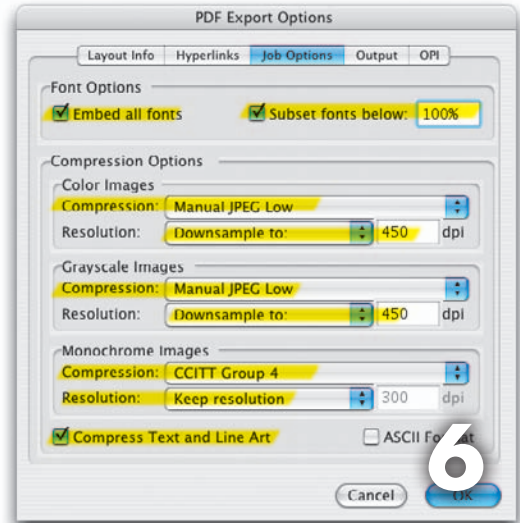 PDF Export Options
Layout Info Hyperlinks Job Options Output OPI
Font Options
Embed all fonts Subset fonts below: 100%
Compression Options
Color Images
Compression: Manual JPEG Low
Resolution: Downsample to: 450 dpi
Grayscale Images
Compression: Manual JPEG Low
Resolution: Downsample to: 450 dpi
Monochrome Images
Compression: CCITT Group 4
Resolution: Keep resolution 300 dpi
Compress Text and Line Art ASCII Format
6
Cancel OK